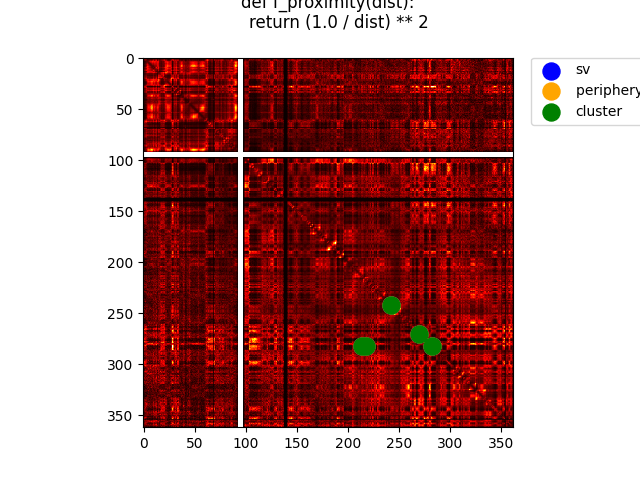 def f_proximity(dist):
return (1.0 / dist) ** 2
sv
periphery
cluster
0
50
100
150
200
250
300
350
0 50 100 150 200 250 300 350